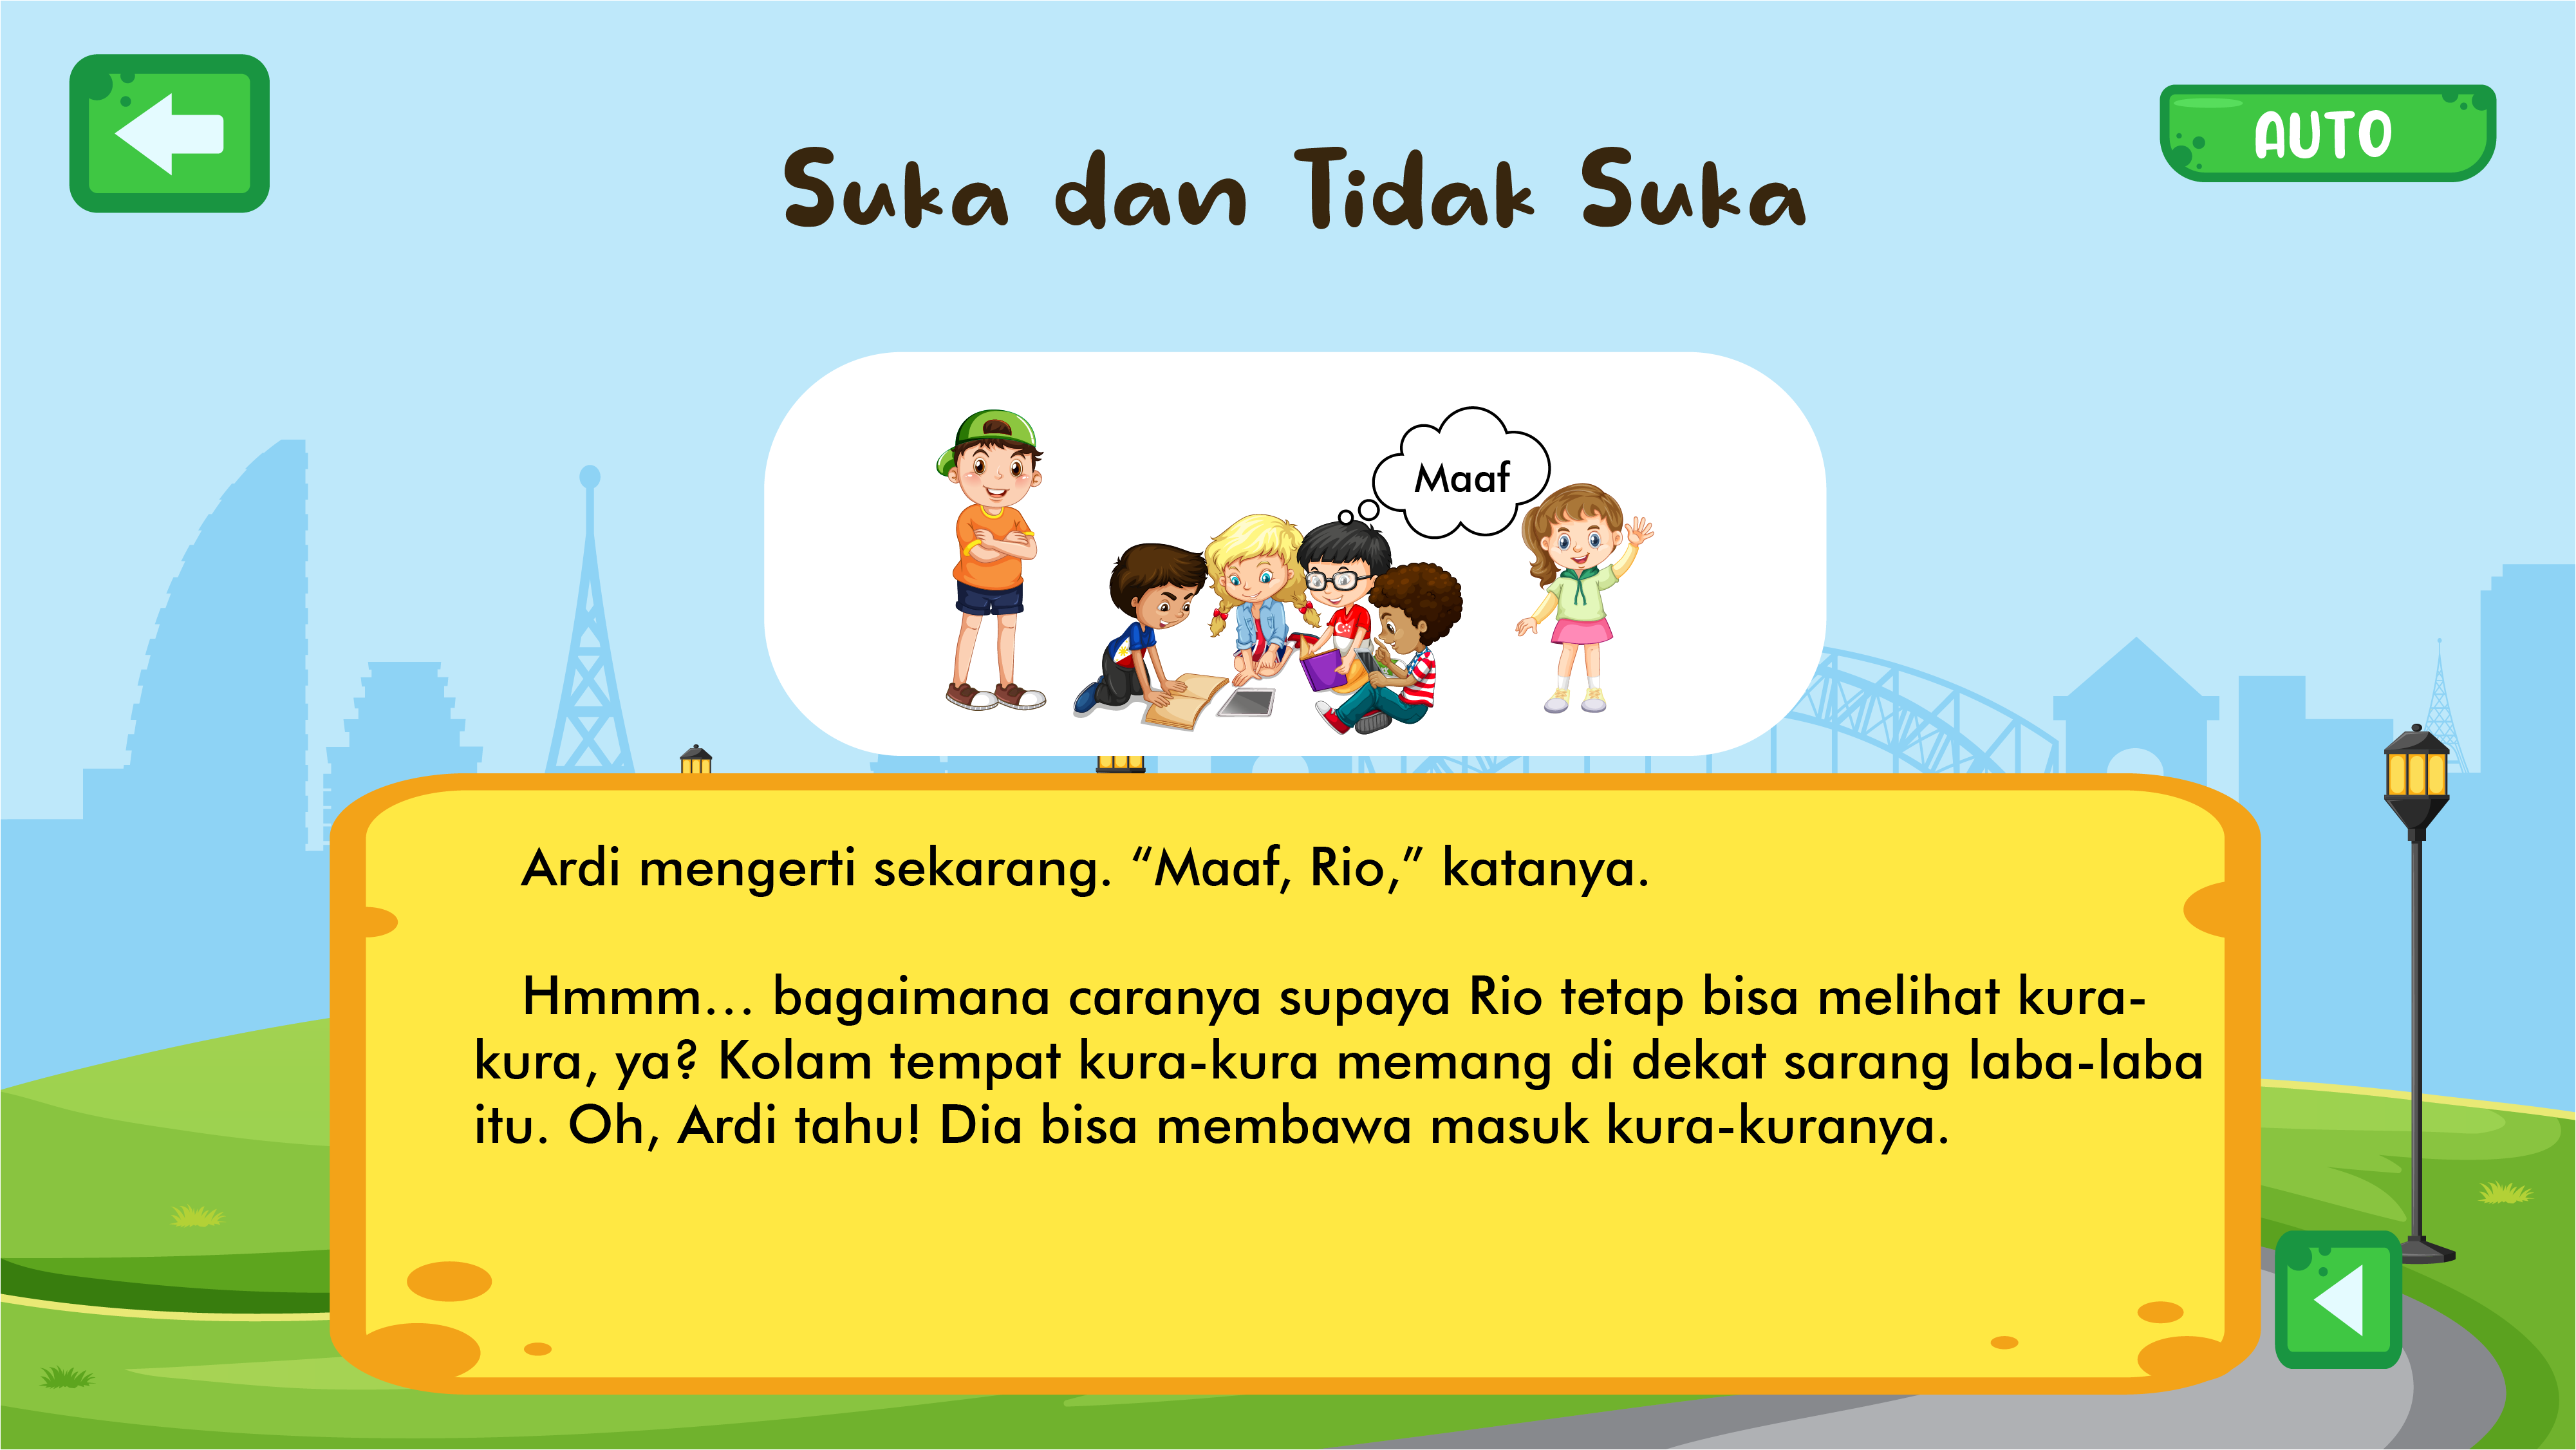 AUTO
Suka dan Tidak Suka
Maaf
Ardi mengerti sekarang. “Maaf, Rio,” katanya.
Hmmm... bagaimana caranya supaya Rio tetap bisa melihat kura-
kura, ya? Kolam tempat kura-kura memang di dekat sarang laba-laba
itu. Oh, Ardi tahu! Dia bisa membawa masuk kura-kuranya.